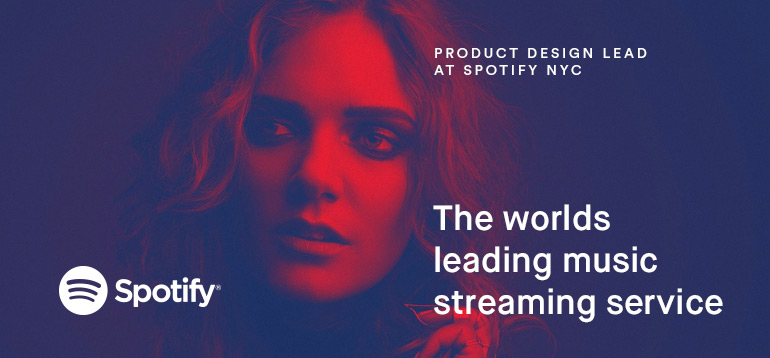 PRODUCT DESIGN LEAD
AT SPOTIFY NYC
The worlds
leading music
streaming service
Spotify®